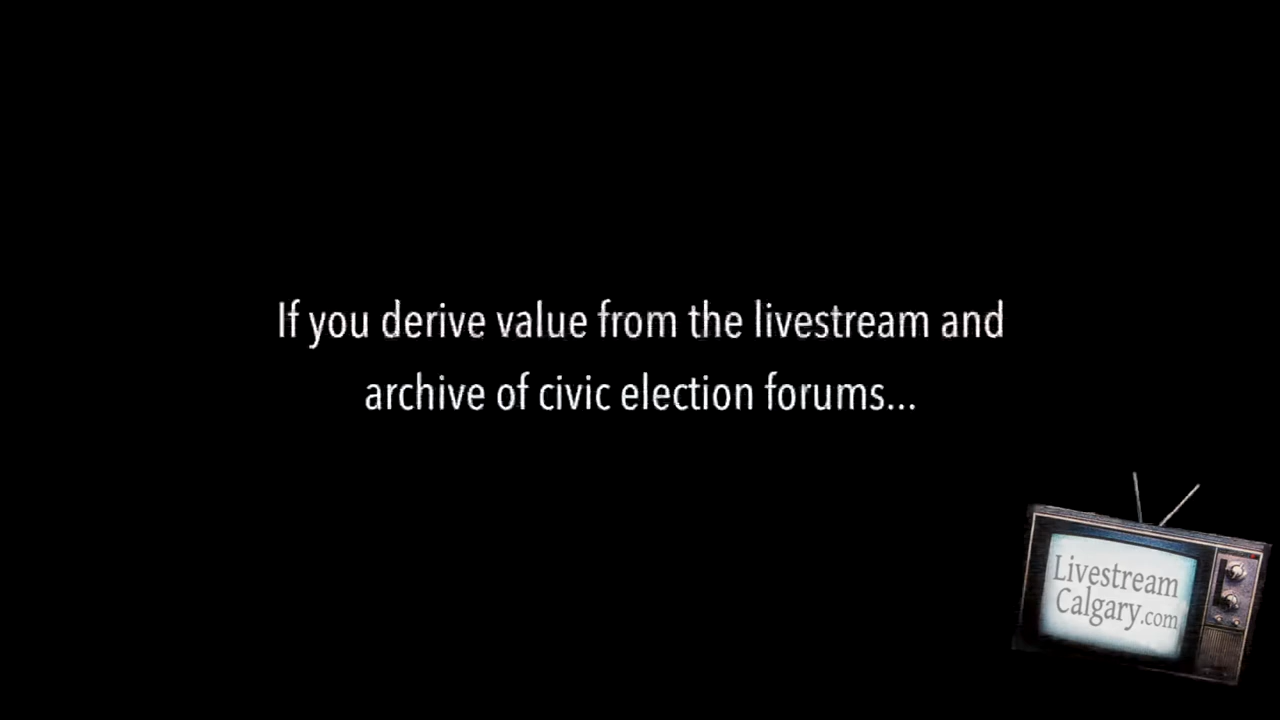 If you derive value from the livestream and
archive of civic election forums...
Livestream
Calgary.com